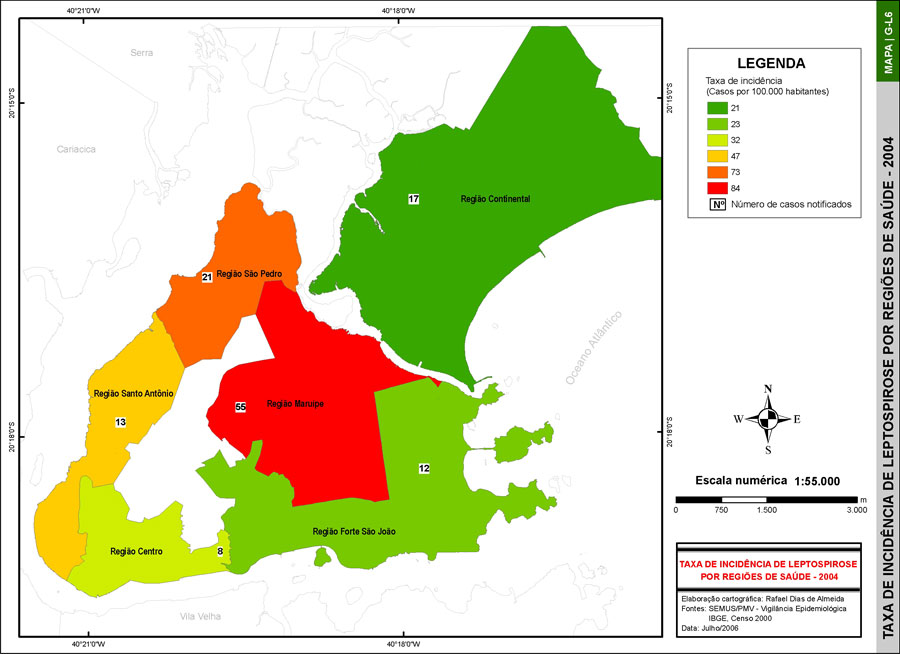 40°21'0"W
40°18'0"W
MAPA | G-L6
Serra
LEGENDA
Taxa de incidência
(Casos por 100.000 habitantes)
21
23
32
47
73
84
Nº Número de casos notificados
20°15'0"S
20°15'0"S
Cariacica
17
Região Continental
21
Região São Pedro
TAXA DE INCIDÊNCIA DE LEPTOSPIROSE POR REGIÕES DE SAÚDE - 2004
Oceano Atlântico
Região Santo Antônio
13
55
Região Maruípe
N
W
E
S
20°18'0"S
20°18'0"S
12
Escala numérica 1:55.000
m
0 750 1.500 3.000
Região Forte São João
Região Centro
8
TAXA DE INCIDÊNCIA DE LEPTOSPIROSE
POR REGIÕES DE SAÚDE - 2004
Elaboração cartográfica: Rafael Dias de Almeida
Fontes: SEMUS/PMV - Vigilância Epidemiológica
IBGE, Censo 2000
Data: Julho/2006
Vila Velha
40°21'0"W
40°18'0"W